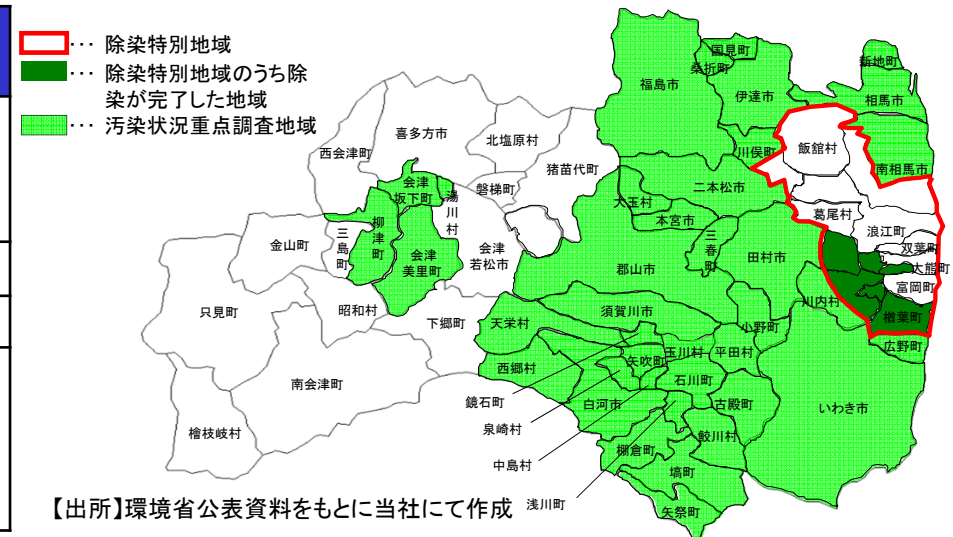 ･･･ 除染特別地域
･･･ 除染特別地域のうち除
染が完了した地域
･･･ 汚染状況重点調査地域
国見町
桑折町
福島市
伊達市
新地町
相馬市
川俣町
飯舘村
南相馬市
喜多方市
北塩原村
西会津町
猪苗代町
磐梯町
会津
坂下町
湯
川
村
二本松市
大玉村
本宮市
葛尾村
浪江町
双葉町
大熊町
富岡町
柳
津
町
三
島
町
金山町
会津
美里町
会津
若松市
三
春
町
田村市
郡山市
川内村
楢葉町
広野町
只見町
昭和村
下郷町
天栄村
須賀川市
小野町
西郷村
矢吹町
玉川村
平田村
石川町
古殿町
いわき市
南会津町
檜枝岐村
鏡石町
泉崎村
中島村
浅川町
白河市
棚倉町
鮫川村
塙町
矢祭町
【出所】環境省公表資料をもとに当社にて作成